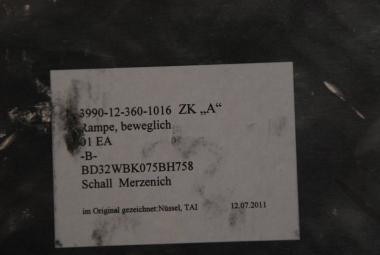 3990-12-360-1016 ZK „A“
Rampe, beweglich
01 EA
-B-
BD32WBK075BH758
Schall Merzenich
im Original gezeichnet:Nüssel, TAI 12.07.2011